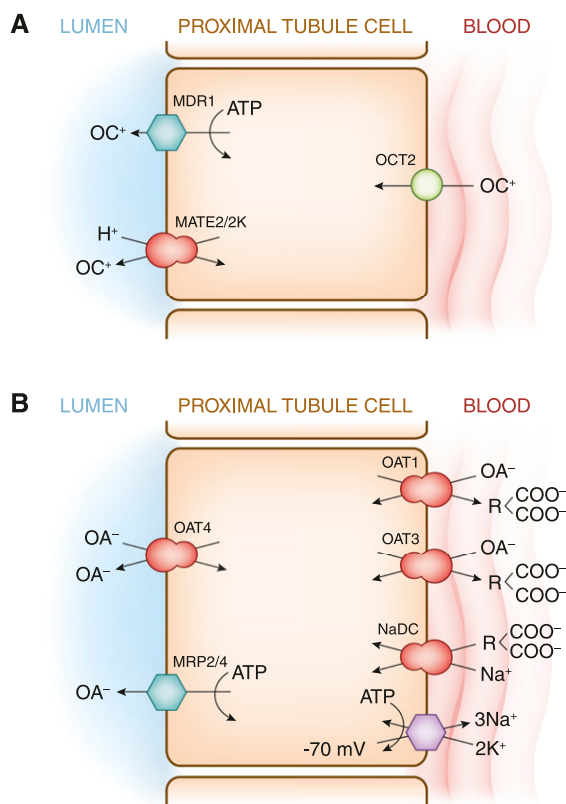 A
LUMEN PROXIMAL TUBULE CELL BLOOD
MDR1
ATP
OC⁺
OCT2
OC⁺
MATE2/2K
H⁺
OC⁺
B
LUMEN PROXIMAL TUBULE CELL BLOOD
OAT1
OA⁻
COO⁻
R
COO⁻
OAT4
OA⁻
OA⁻
OAT3
OA⁻
COO⁻
R
COO⁻
NaDC
COO⁻
R
COO⁻
Na⁺
MRP2/4
ATP
OA⁻
ATP
3Na⁺
-70 mV
2K⁺